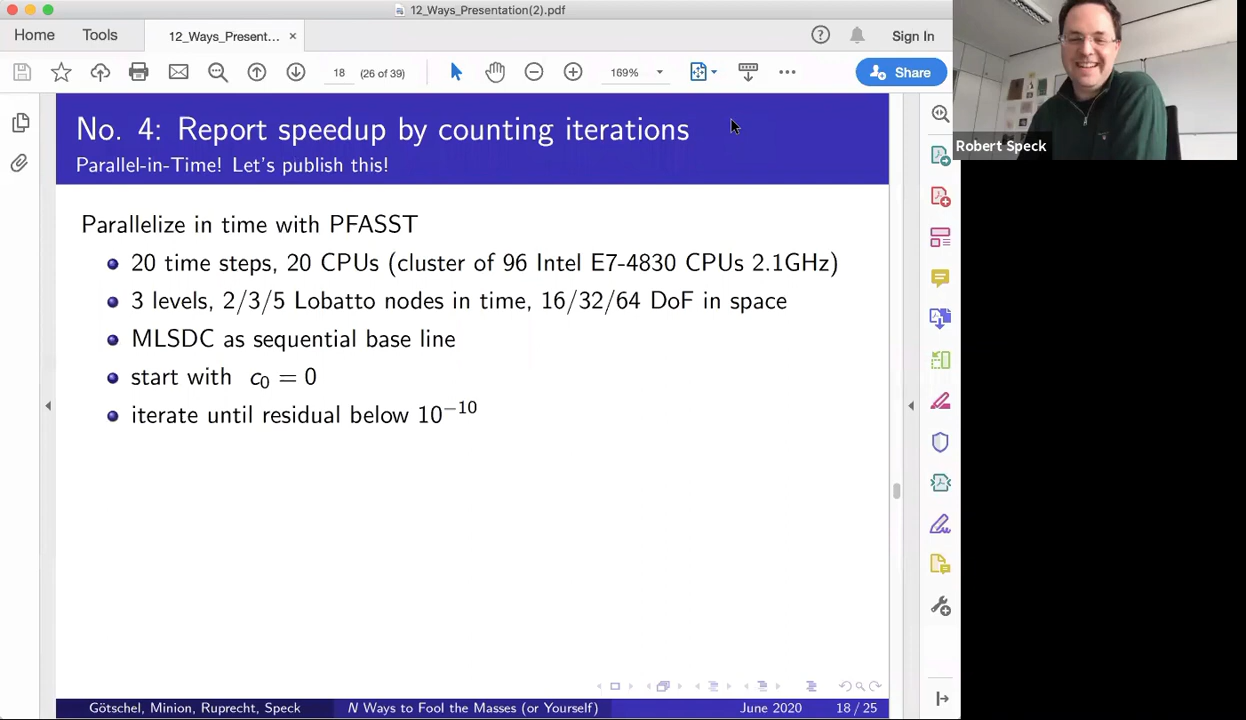 12_Ways_Presentation(2).pdf
Home Tools 12_Ways_Present... × Sign In
18 (26 of 39) 169% Share
No. 4: Report speedup by counting iterations
Parallel-in-Time! Let's publish this!
Robert Speck
Parallelize in time with PFASST
20 time steps, 20 CPUs (cluster of 96 Intel E7-4830 CPUs 2.1GHz)
3 levels, 2/3/5 Lobatto nodes in time, 16/32/64 DoF in space
MLSDC as sequential base line
start with c₀ = 0
iterate until residual below 10⁻¹⁰
Götschel, Minion, Ruprecht, Speck N Ways to Fool the Masses (or Yourself) June 2020 18 / 25